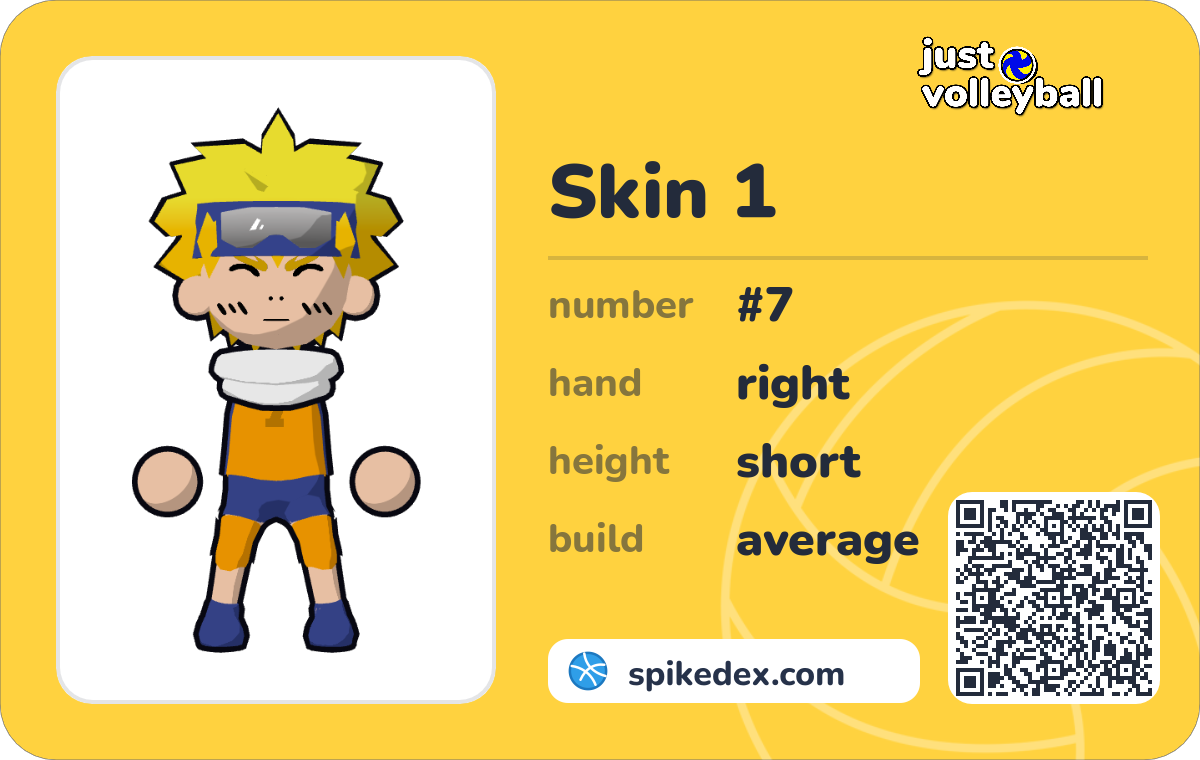 just
volleyball
Skin 1
number #7
hand right
height short
build average
spikedex.com